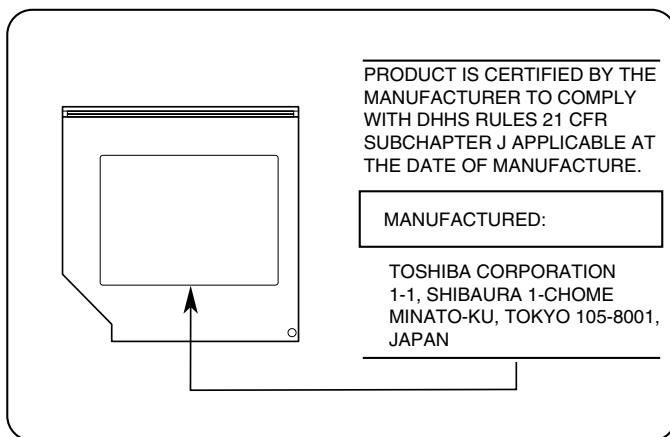 PRODUCT IS CERTIFIED BY THE
MANUFACTURER TO COMPLY
WITH DHHS RULES 21 CFR
SUBCHAPTER J APPLICABLE AT
THE DATE OF MANUFACTURE.
MANUFACTURED:
TOSHIBA CORPORATION
1-1, SHIBAURA 1-CHOME
MINATO-KU, TOKYO 105-8001,
JAPAN